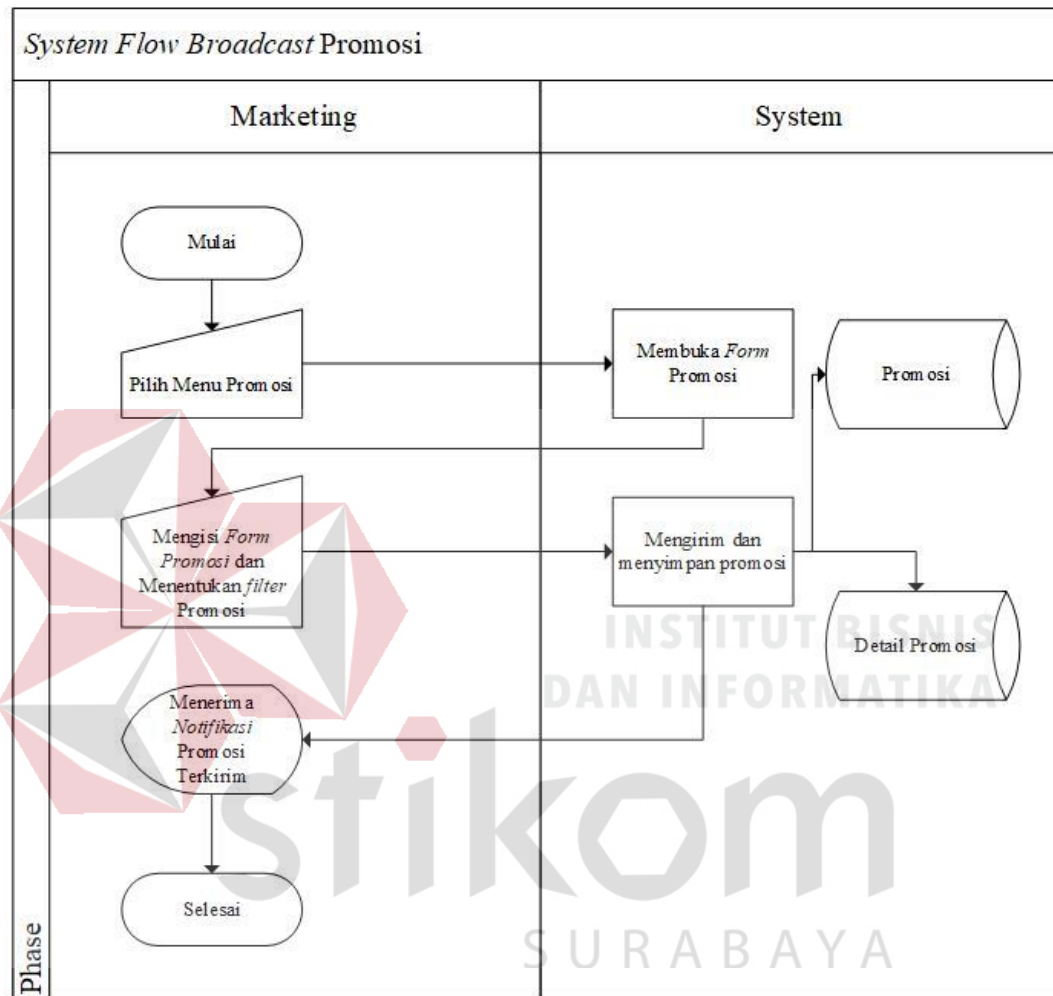 System Flow Broadcast Promosi
Marketing
System
Mulai
Pilih Menu Promosi
Membuka Form
Promosi
Promosi
Mengisi Form
Promosi dan
Menentukan filter
Promosi
Mengirim dan
menyimpan promosi
Detail Promosi
Menerima
Notifikasi
Promosi
Terkirim
Selesai
Phase
INSTITUT BISNIS
DAN INFORMATIKA
stikom
SURABAYA